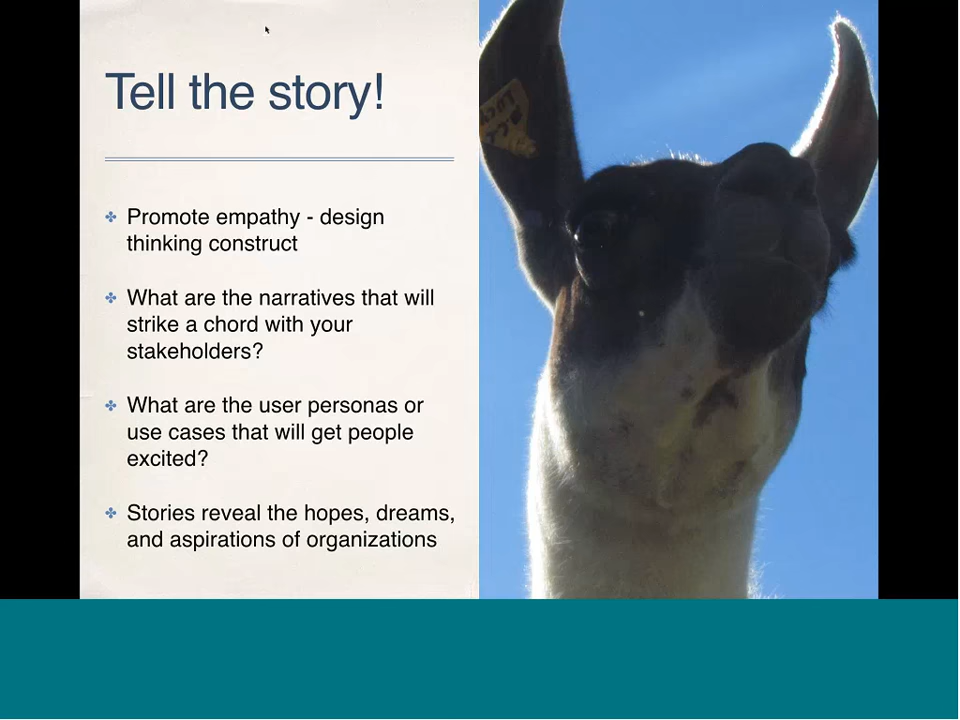 Tell the story!
Promote empathy - design
thinking construct
What are the narratives that will
strike a chord with your
stakeholders?
What are the user personas or
use cases that will get people
excited?
Stories reveal the hopes, dreams,
and aspirations of organizations